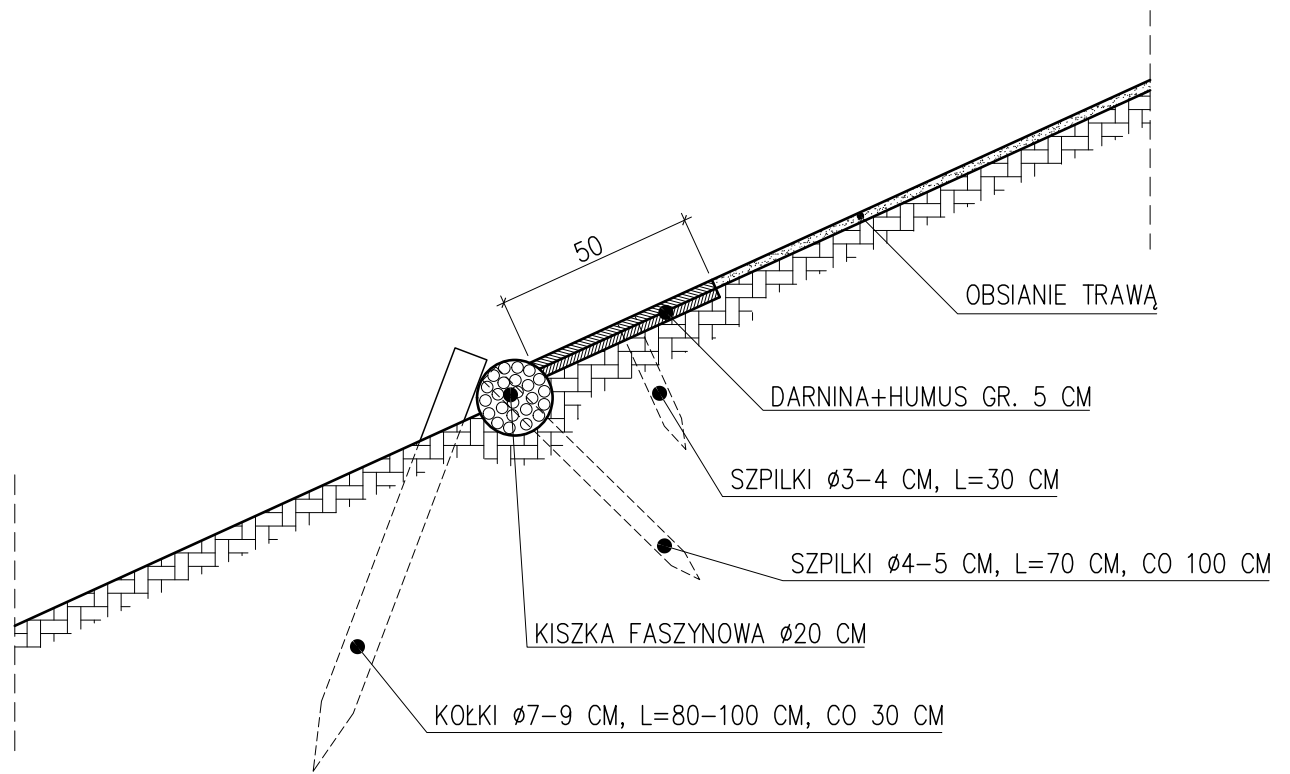 50
OBSIANIE TRAWĄ
DARNINA+HUMUS GR. 5 CM
SZPILKI ø3-4 CM, L=30 CM
SZPILKI ø4-5 CM, L=70 CM, CO 100 CM
KISZKA FASZYNOWA ø20 CM
KOŁKI ø7-9 CM, L=80-100 CM, CO 30 CM